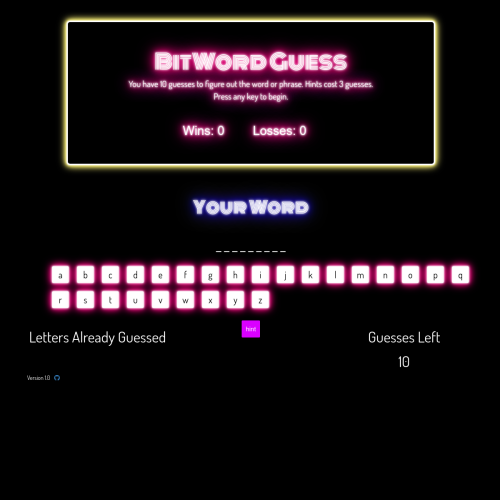 BitWord Guess
You have 10 guesses to figure out the word or phrase. Hints cost 3 guesses.
Press any key to begin.
Wins: 0 Losses: 0
Your Word
_ _ _ _ _ _ _ _ _
a b c d e f g h i j k l m n o p q
r s t u v w x y z
hint
Letters Already Guessed Guesses Left
10
Version 1.0